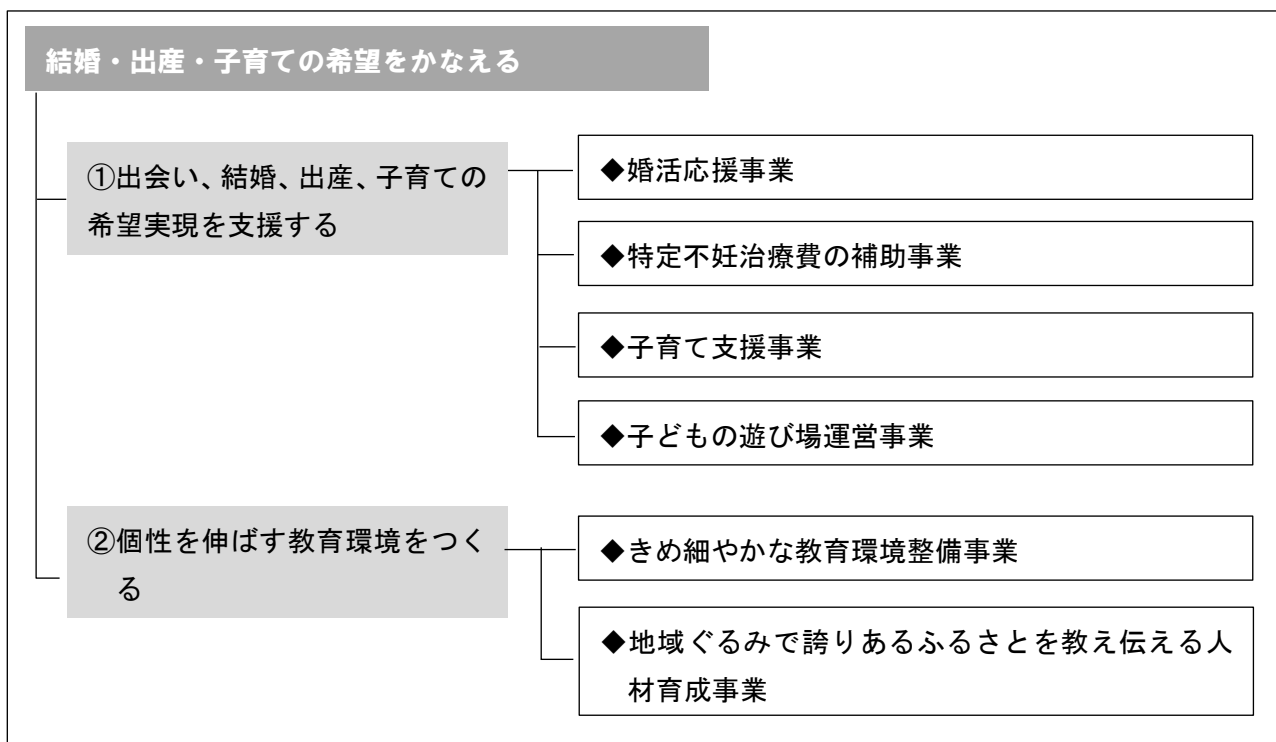 結婚・出産・子育ての希望をかなえる
①出会い、結婚、出産、子育ての
希望実現を支援する
◆婚活応援事業
◆特定不妊治療費の補助事業
◆子育て支援事業
◆子どもの遊び場運営事業
②個性を伸ばす教育環境をつく
る
◆きめ細やかな教育環境整備事業
◆地域ぐるみで誇りあるふるさとを教え伝える人
材育成事業